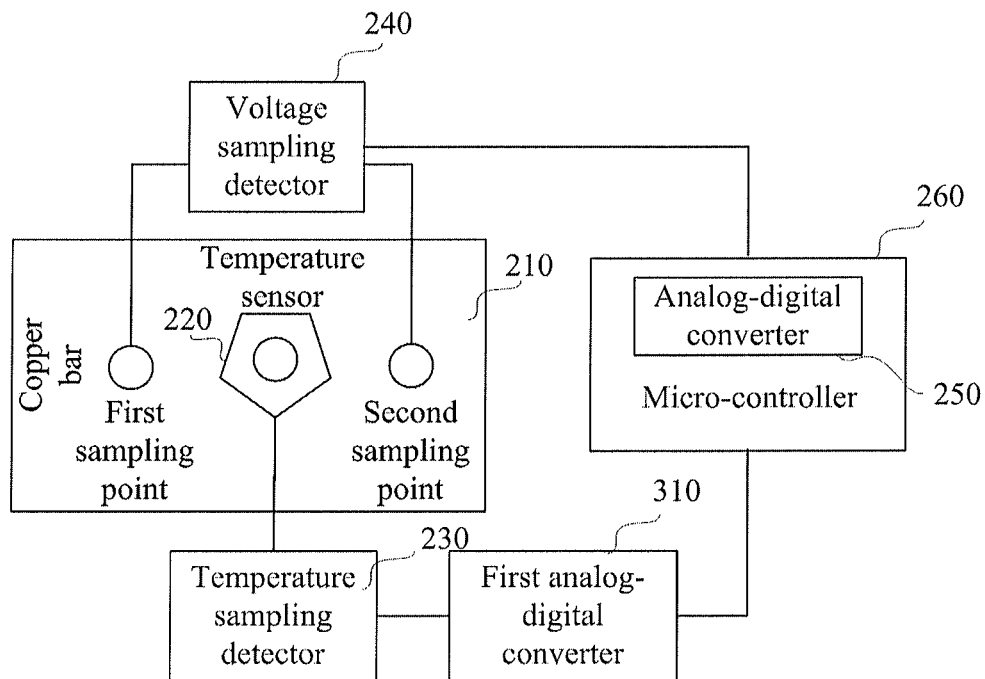 240
Voltage
sampling
detector
260
Temperature
sensor
210
220
Copper
bar
First
sampling
point
Second
sampling
point
Analog-digital
converter
250
Micro-controller
230
310
Temperature
sampling
detector
First analog-
digital
converter